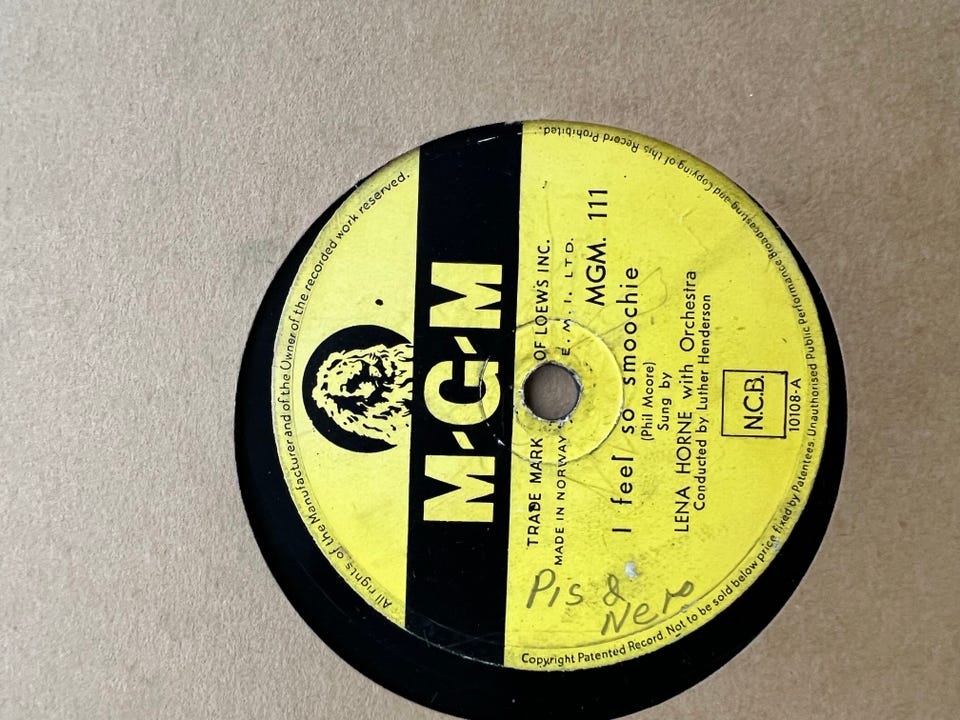 All rights of the Manufacturer and of the Owner of the recorded work reserved.
M-G-M
TRADE MARK OF LOEW'S INC.
MADE IN NORWAY E. M. I. LTD.
MGM. 111
I feel so smoochie
(Phil Moore)
Sung by
LENA HORNE with Orchestra
Conducted by Luther Henderson
N.C.B.
10108-A
Pis &
Nero
Copyright Patented Record. Not to be sold below price fixed by Patentees. Unauthorised Public Performance Broadcasting and Copying of this Record Prohibited.